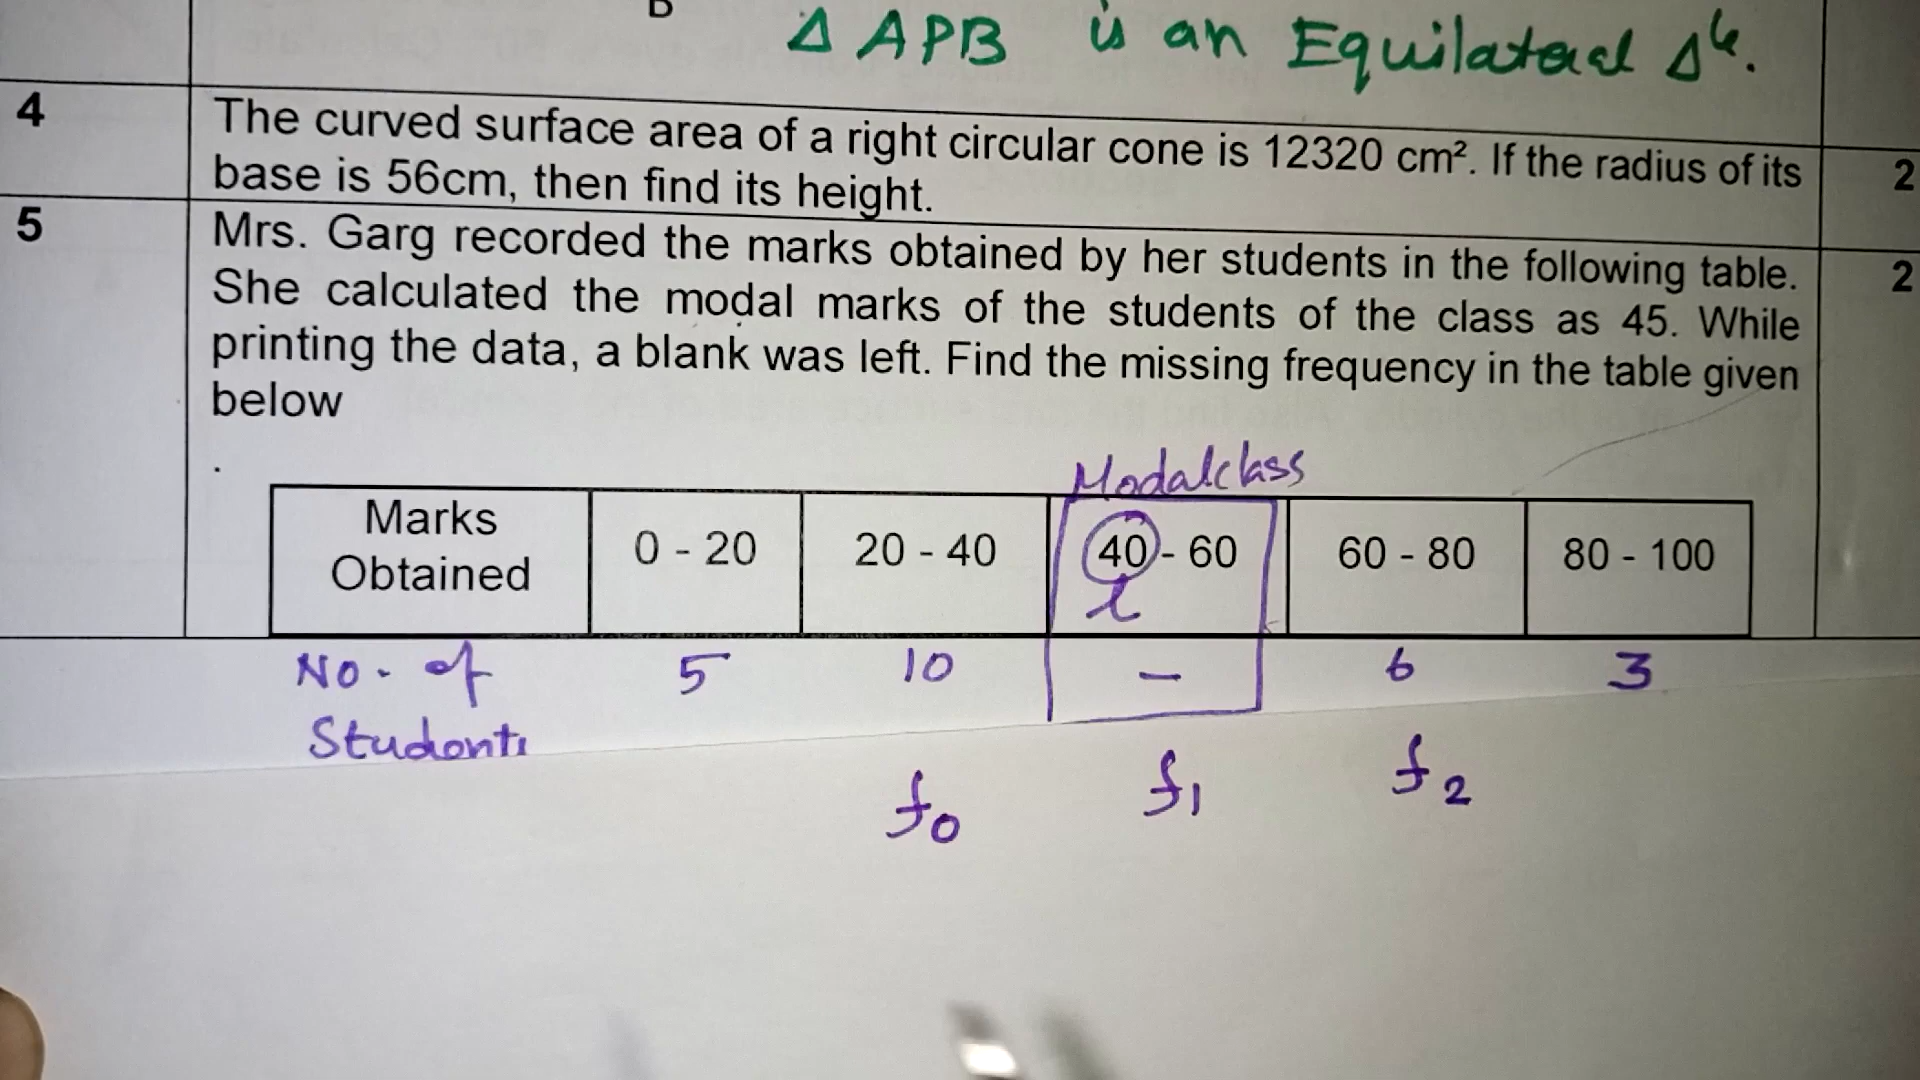 B
Δ APB is an Equilateral Δle.
4
The curved surface area of a right circular cone is 12320 cm². If the radius of its
base is 56cm, then find its height.
2
5
Mrs. Garg recorded the marks obtained by her students in the following table.
She calculated the modal marks of the students of the class as 45. While
printing the data, a blank was left. Find the missing frequency in the table given
below
2
.
Modalclass
Marks Obtained 0 - 20 20 - 40 40 - 60 60 - 80 80 - 100
l
No. of Students 5 10 — 6 3
f0 f1 f2